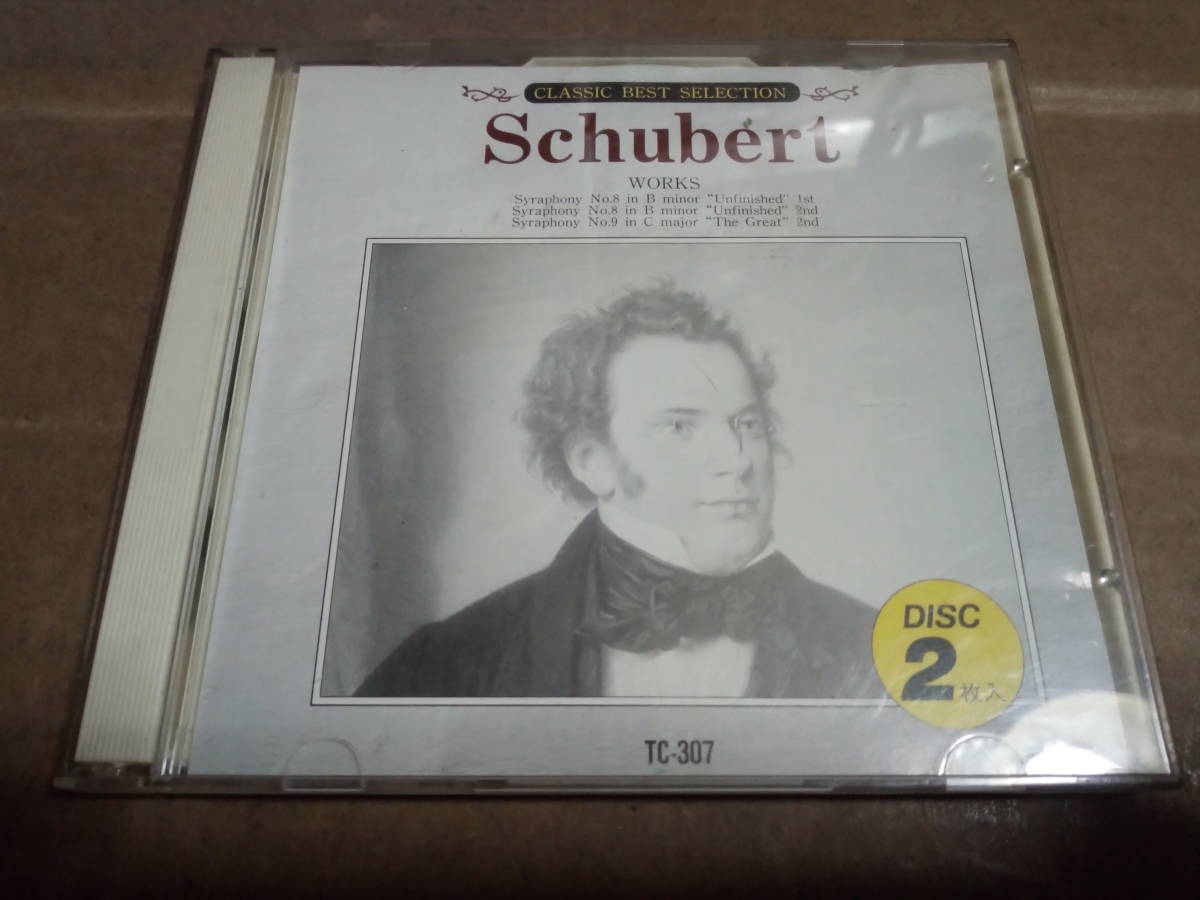 CLASSIC BEST SELECTION
Schubert
WORKS
Syraphony No.8 in B minor "Unfinished" 1st
Syraphony No.8 in B minor "Unfinished" 2nd
Syraphony No.9 in C major "The Great" 2nd
DISC
2枚入
TC-307